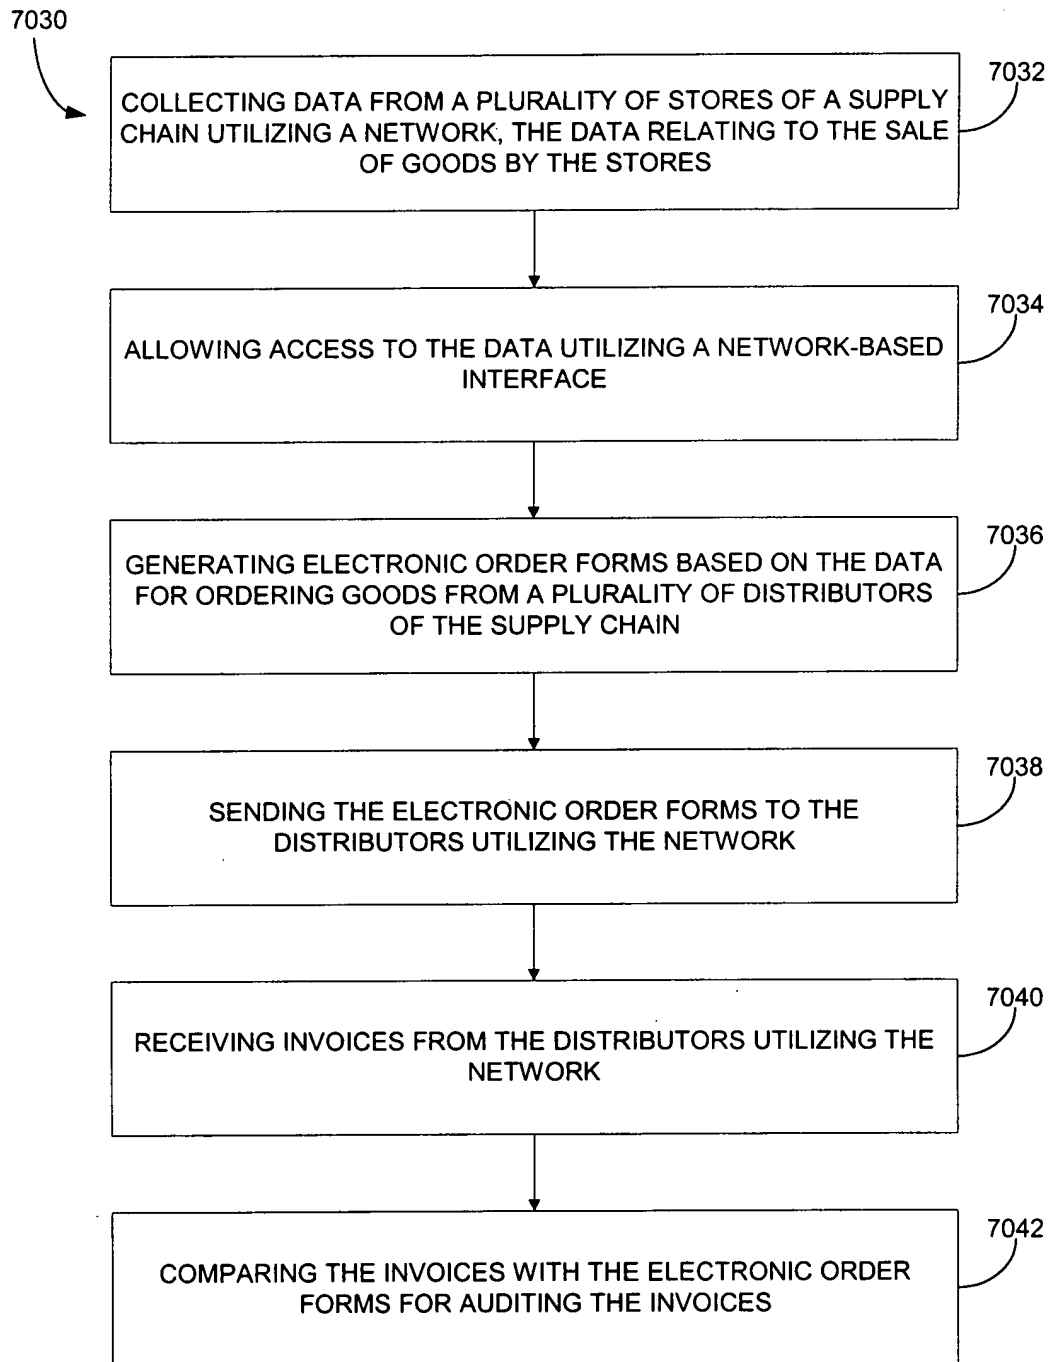 7030
7032
COLLECTING DATA FROM A PLURALITY OF STORES OF A SUPPLY
CHAIN UTILIZING A NETWORK, THE DATA RELATING TO THE SALE
OF GOODS BY THE STORES
7034
ALLOWING ACCESS TO THE DATA UTILIZING A NETWORK-BASED
INTERFACE
7036
GENERATING ELECTRONIC ORDER FORMS BASED ON THE DATA
FOR ORDERING GOODS FROM A PLURALITY OF DISTRIBUTORS
OF THE SUPPLY CHAIN
7038
SENDING THE ELECTRONIC ORDER FORMS TO THE
DISTRIBUTORS UTILIZING THE NETWORK
7040
RECEIVING INVOICES FROM THE DISTRIBUTORS UTILIZING THE
NETWORK
7042
COMPARING THE INVOICES WITH THE ELECTRONIC ORDER
FORMS FOR AUDITING THE INVOICES